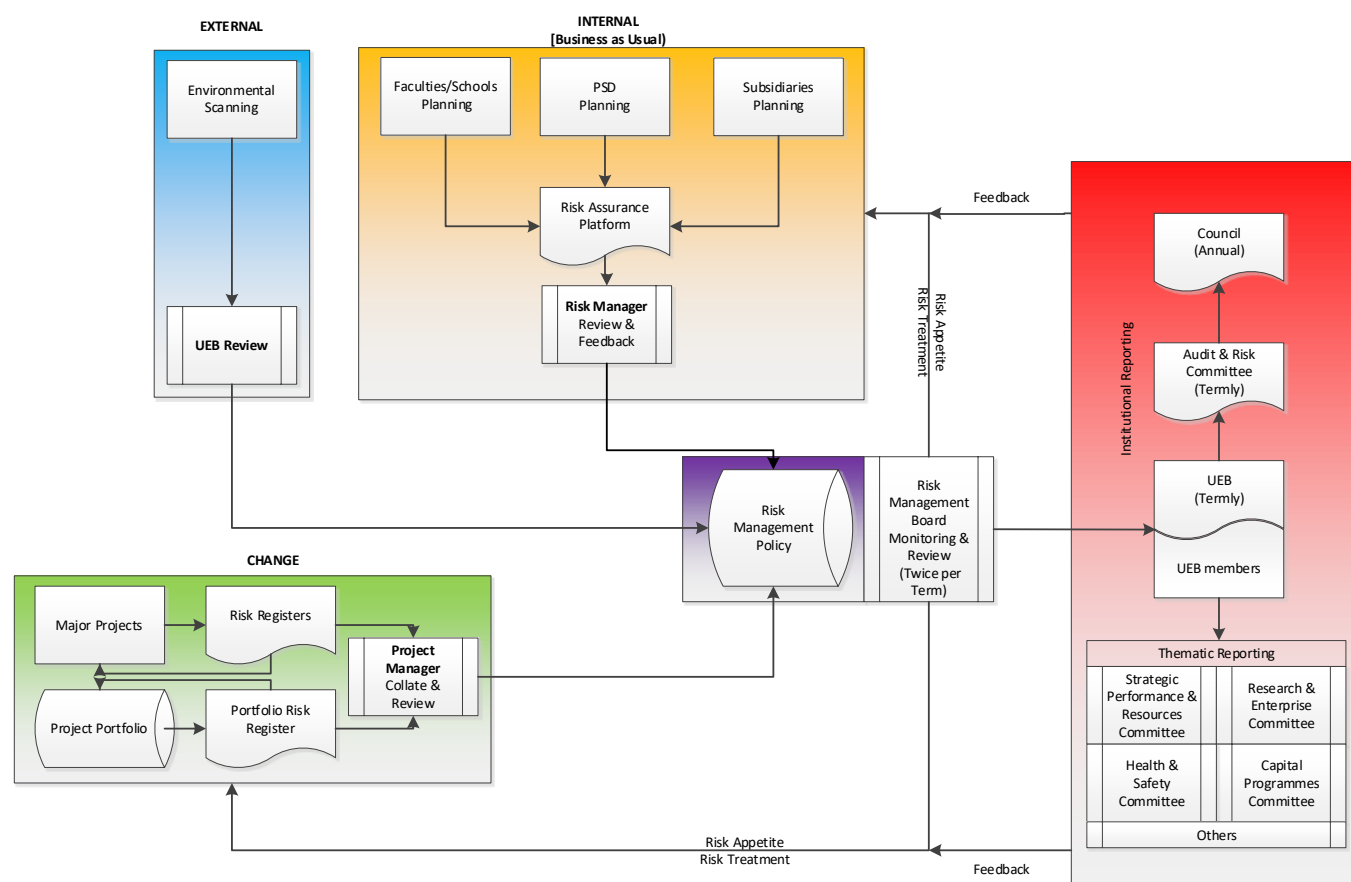 EXTERNAL
Environmental
Scanning
UEB Review
INTERNAL
[Business as Usual)
Faculties/Schools
Planning
PSD
Planning
Subsidiaries
Planning
Risk Assurance
Platform
Risk Manager
Review &
Feedback
Feedback
Risk Appetite
Risk Treatment
Institutional Reporting
Council
(Annual)
Audit & Risk
Committee
(Termly)
UEB
(Termly)
UEB members
Risk
Management
Policy
Risk
Management
Board
Monitoring &
Review
(Twice per
Term)
CHANGE
Major Projects
Risk Registers
Project
Manager
Collate &
Review
Project Portfolio
Portfolio Risk
Register
Thematic Reporting
Strategic
Performance &
Resources
Committee
Research &
Enterprise
Committee
Health &
Safety
Committee
Capital
Programmes
Committee
Others
Risk Appetite
Risk Treatment
Feedback